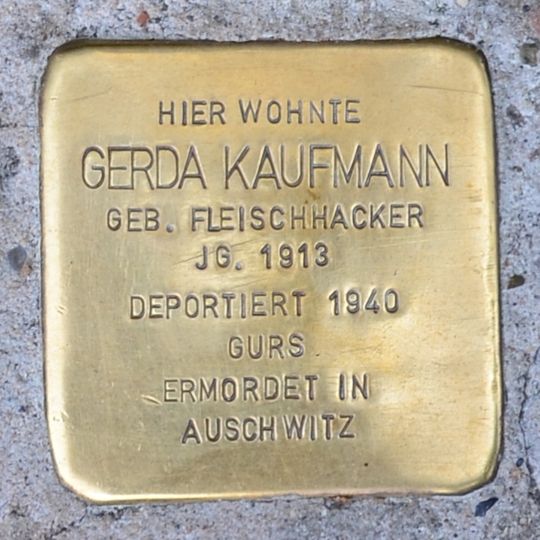 HIER WOHNTE
GERDA KAUFMANN
GEB. FLEISCHHACKER
JG. 1913
DEPORTIERT 1940
GURS
ERMORDET IN
AUSCHWITZ